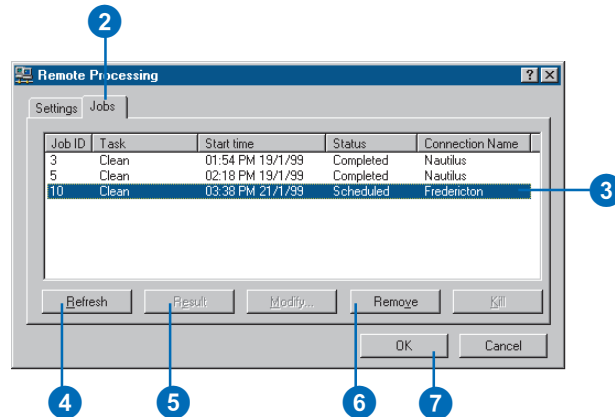 2
Remote Processing
Settings Jobs
Job ID Task Start time Status Connection Name
3 Clean 01:54 PM 19/1/99 Completed Nautilus
5 Clean 02:18 PM 19/1/99 Completed Nautilus
10 Clean 03:38 PM 21/1/99 Scheduled Fredericton
3
Refresh Result Modify... Remove Kill
OK Cancel
4 5 6 7